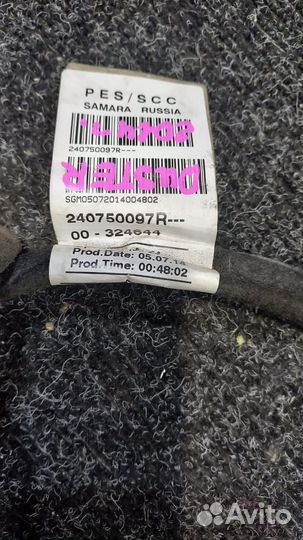 PES/SCC
SAMARA RUSSIA
240750097R---
DUSTER
SGM05072014004802
240750097R---
00-324644
Prod.Date: 05.07.14
Prod.Time: 00:48:02
Avito